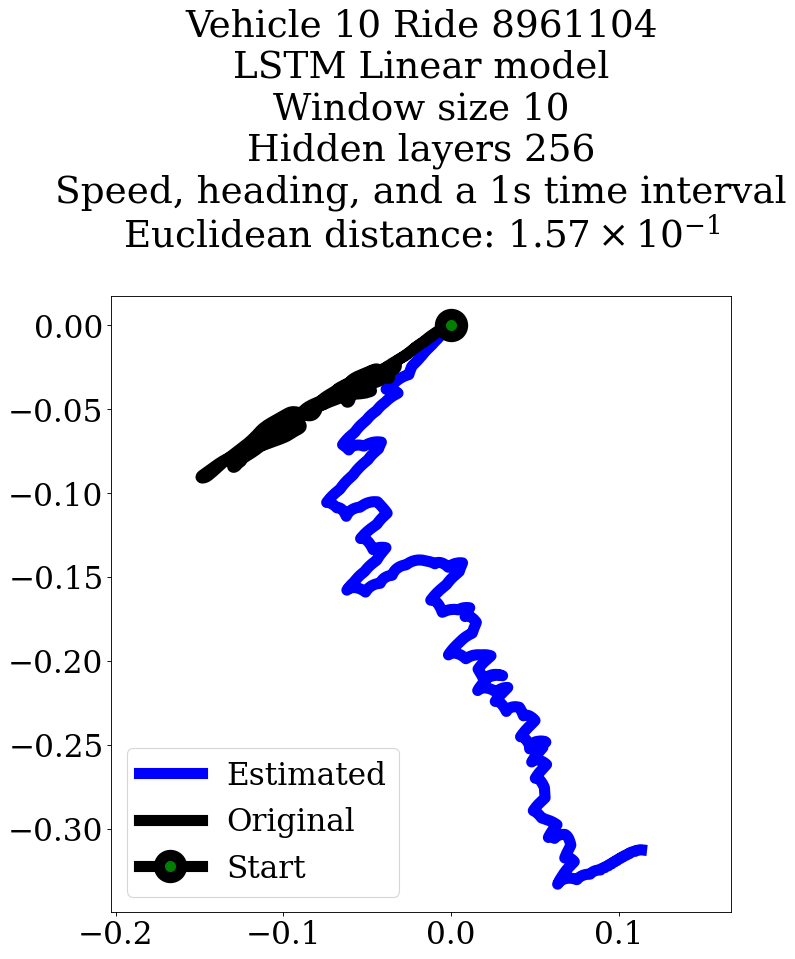 Vehicle 10 Ride 8961104
LSTM Linear model
Window size 10
Hidden layers 256
Speed, heading, and a 1s time interval
Euclidean distance: 1.57 × 10⁻¹
0.00
−0.05
−0.10
−0.15
−0.20
−0.25
−0.30
Estimated
Original
Start
−0.2
−0.1
0.0
0.1